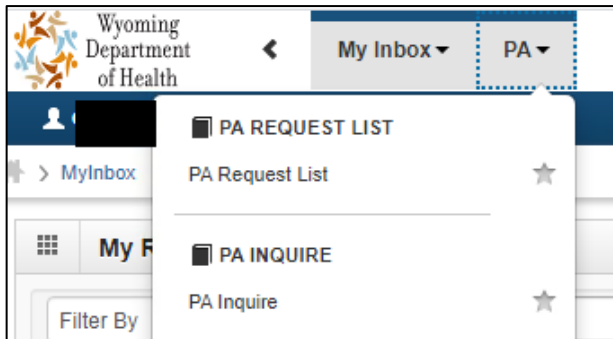 Wyoming
Department
of Health
My Inbox
PA
PA REQUEST LIST
> MyInbox
PA Request List
My R
PA INQUIRE
PA Inquire
Filter By